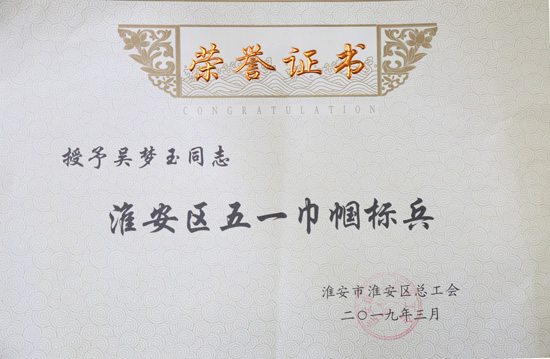 荣誉证书
CONGRATULATION
授予吴梦玉同志
淮安区五一巾帼标兵
淮安市淮安区总工会
二〇一九年三月